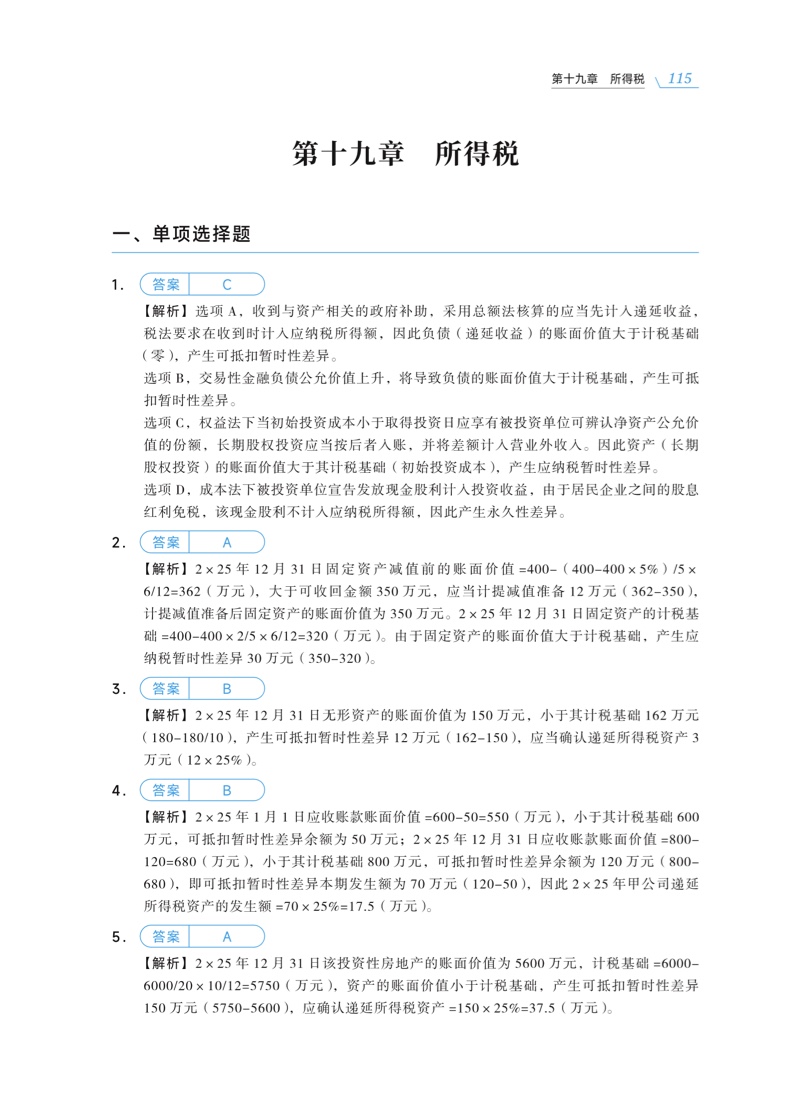 第十九章　所得税　115
第十九章　所得税
一、单项选择题
1. 答案 C
【解析】选项 A，收到与资产相关的政府补助，采用总额法核算的应当先计入递延收益，
税法要求在收到时计入应纳税所得额，因此负债（递延收益）的账面价值大于计税基础
（零），产生可抵扣暂时性差异。
选项 B，交易性金融负债公允价值上升，将导致负债的账面价值大于计税基础，产生可抵
扣暂时性差异。
选项 C，权益法下当初始投资成本小于取得投资日应享有被投资单位可辨认净资产公允价
值的份额，长期股权投资应当按后者入账，并将差额计入营业外收入。因此资产（长期
股权投资）的账面价值大于其计税基础（初始投资成本），产生应纳税暂时性差异。
选项 D，成本法下被投资单位宣告发放现金股利计入投资收益，由于居民企业之间的股息
红利免税，该现金股利不计入应纳税所得额，因此产生永久性差异。
2. 答案 A
【解析】2×25 年 12 月 31 日固定资产减值前的账面价值 =400-（400-400×5%）/5×
6/12=362（万元），大于可收回金额 350 万元，应当计提减值准备 12 万元（362-350），
计提减值准备后固定资产的账面价值为 350 万元。2×25 年 12 月 31 日固定资产的计税基
础 =400-400×2/5×6/12=320（万元）。由于固定资产的账面价值大于计税基础，产生应
纳税暂时性差异 30 万元（350-320）。
3. 答案 B
【解析】2×25 年 12 月 31 日无形资产的账面价值为 150 万元，小于其计税基础 162 万元
（180-180/10），产生可抵扣暂时性差异 12 万元（162-150），应当确认递延所得税资产 3
万元（12×25%）。
4. 答案 B
【解析】2×25 年 1 月 1 日应收账款账面价值 =600-50=550（万元），小于其计税基础 600
万元，可抵扣暂时性差异余额为 50 万元；2×25 年 12 月 31 日应收账款账面价值 =800-
120=680（万元），小于其计税基础 800 万元，可抵扣暂时性差异余额为 120 万元（800-
680），即可抵扣暂时性差异本期发生额为 70 万元（120-50），因此 2×25 年甲公司递延
所得税资产的发生额 =70×25%=17.5（万元）。
5. 答案 A
【解析】2×25 年 12 月 31 日该投资性房地产的账面价值为 5600 万元，计税基础 =6000-
6000/20×10/12=5750（万元），资产的账面价值小于计税基础，产生可抵扣暂时性差异
150 万元（5750-5600），应确认递延所得税资产 =150×25%=37.5（万元）。